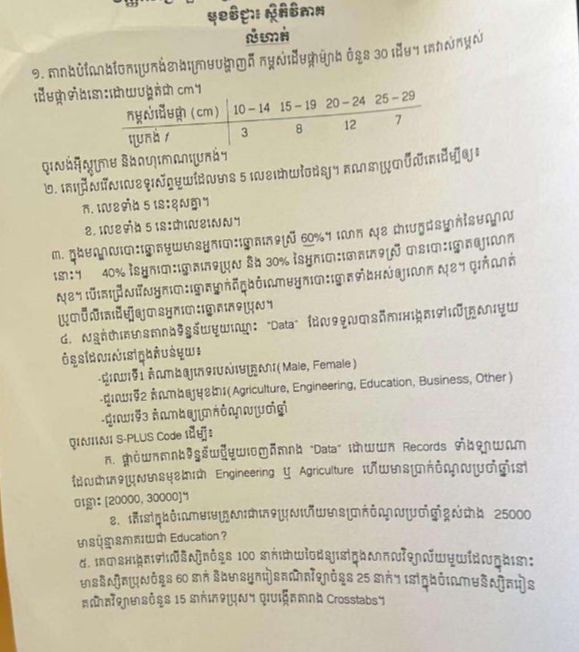 មុខវិជ្ជា៖ ស្ថិតិវិភាគ
លំហាត់
១. តារាងបំណែងចែកប្រេកង់ខាងក្រោមបង្ហាញពី កម្ពស់ដើមផ្កាម៉្យាង ចំនួន 30 ដើម។ គេវាស់កម្ពស់
ដើមផ្កាទាំងនោះដោយបង្គត់ជា cm។
កម្ពស់ដើមផ្កា (cm) 10 – 14 15 – 19 20 – 24 25 – 29
ប្រេកង់ f 3 8 12 7
ចូរសង់អ៊ីស្តូក្រាម និងពហុកោណប្រេកង់។
២. គេជ្រើសរើសលេខទូរស័ព្ទមួយដែលមាន 5 លេខដោយចៃដន្យ។ គណនាប្រូបាប៊ីលីតេដើម្បីឲ្យ៖
ក. លេខទាំង 5 នេះខុសគ្នា។
ខ. លេខទាំង 5 នេះជាលេខសេស។
៣. ក្នុងមណ្ឌលបោះឆ្នោតមួយមានអ្នកបោះឆ្នោតភេទស្រី 60%។ លោក សុខ ជាបេក្ខជនម្នាក់នៃមណ្ឌល
នោះ។ 40% នៃអ្នកបោះឆ្នោតភេទប្រុស និង 30% នៃអ្នកបោះឆោតភេទស្រី បានបោះឆ្នោតឲ្យលោក
សុខ។ បើគេជ្រើសរើសអ្នកបោះឆ្នោតម្នាក់ពីក្នុងចំណោមអ្នកបោះឆ្នោតទាំងអស់ឲ្យលោក សុខ។ ចូរកំណត់
ប្រូបាប៊ីលីតេដើម្បីឲ្យបានអ្នកបោះឆ្នោតភេទប្រុស។
៤. សន្មត់ថាគេមានតារាងទិន្នន័យមួយឈ្មោះ "Data" ដែលទទួលបានពីការអង្កេតទៅលើគ្រួសារមួយ
ចំនួនដែលរស់នៅក្នុងតំបន់មួយ៖
-ជួរឈរទី1 តំណាងឲ្យភេទរបស់មេគ្រួសារ( Male, Female )
-ជួរឈរទី2 តំណាងឲ្យមុខងារ( Agriculture, Engineering, Education, Business, Other )
-ជួរឈរទី3 តំណាងឲ្យប្រាក់ចំណូលប្រចាំឆ្នាំ
ចូរសរសេរ S-PLUS Code ដើម្បី៖
ក. ផ្តាច់យកតារាងទិន្នន័យថ្មីមួយចេញពីតារាង "Data" ដោយយក Records ទាំងឡាយណា
ដែលជាភេទប្រុសមានមុខងារជា Engineering ឬ Agriculture ហើយមានប្រាក់ចំណូលប្រចាំឆ្នាំនៅ
ចន្លោះ [20000, 30000]។
ខ. តើនៅក្នុងចំណោមមេគ្រួសារជាភេទប្រុសហើយមានប្រាក់ចំណូលប្រចាំឆ្នាំខ្ពស់ជាង 25000
មានប៉ុន្មានភាគរយជា Education ?
៥. គេបានអង្កេតទៅលើនិស្សិតចំនួន 100 នាក់ដោយចៃដន្យនៅក្នុងសាកលវិទ្យាល័យមួយដែលក្នុងនោះ
មាននិស្សិតប្រុសចំនួន 60 នាក់ និងមានអ្នករៀនគណិតវិទ្យាចំនួន 25 នាក់។ នៅក្នុងចំណោមនិស្សិតរៀន
គណិតវិទ្យាមានចំនួន 15 នាក់ភេទប្រុស។ ចូរបង្កើតតារាង Crosstabs។